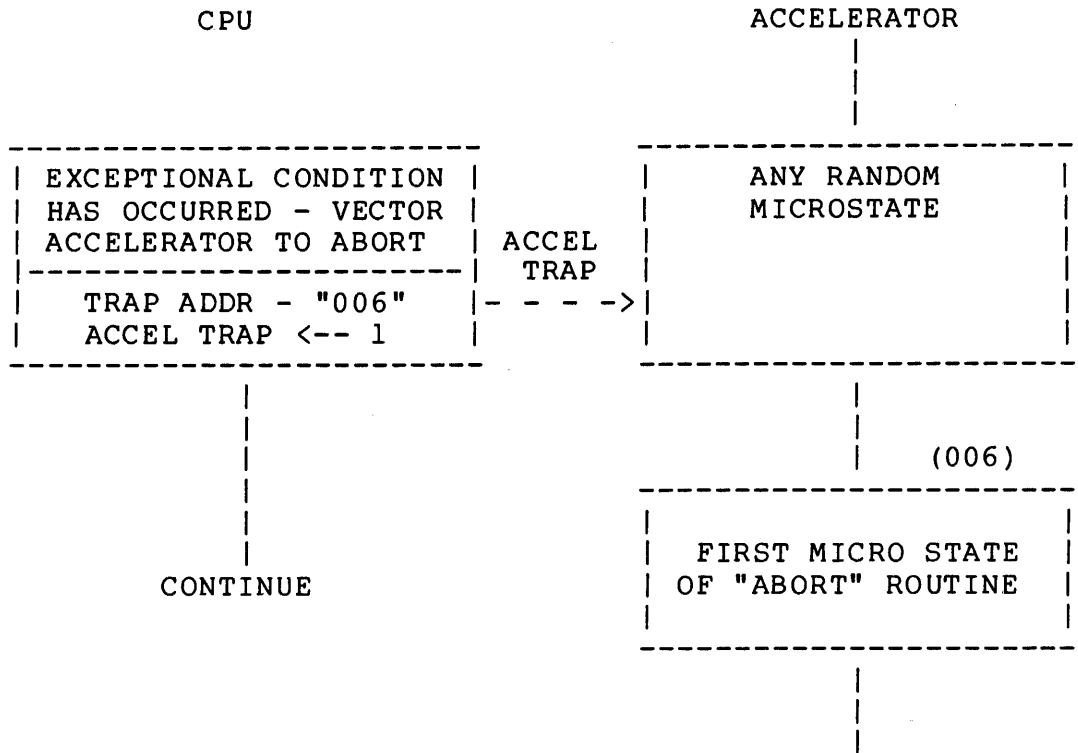 CPU
ACCELERATOR
EXCEPTIONAL CONDITION
HAS OCCURRED - VECTOR
ACCELERATOR TO ABORT
TRAP ADDR - "006"
ACCEL TRAP <-- 1
ACCEL
TRAP
ANY RANDOM
MICROSTATE
CONTINUE
(006)
FIRST MICRO STATE
OF "ABORT" ROUTINE